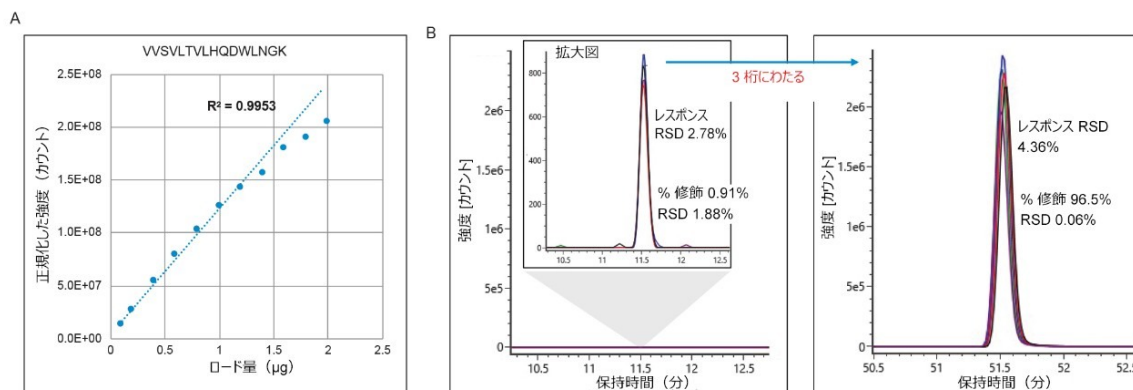 A
VVSVLTVLHQDWLNGK
R² = 0.9953
正規化した強度（カウント）
2.5E+08
2.0E+08
1.5E+08
1.0E+08
5.0E+07
0.0E+00
0 0.5 1 1.5 2 2.5
ロード量（µg）
B
拡大図
800
600
400
200
0
10.5 11 11.5 12 12.5
レスポンス
RSD 2.78%
% 修飾 0.91%
RSD 1.88%
強度 [カウント]
2e6
1.5e6
1e6
5e5
0
10.5 11 11.5 12 12.5
保持時間（分）
3 桁にわたる
強度 [カウント]
2e6
1.5e6
1e6
5e5
0
レスポンス RSD
4.36%
% 修飾 96.5%
RSD 0.06%
50.5 51 51.5 52 52.5
保持時間（分）